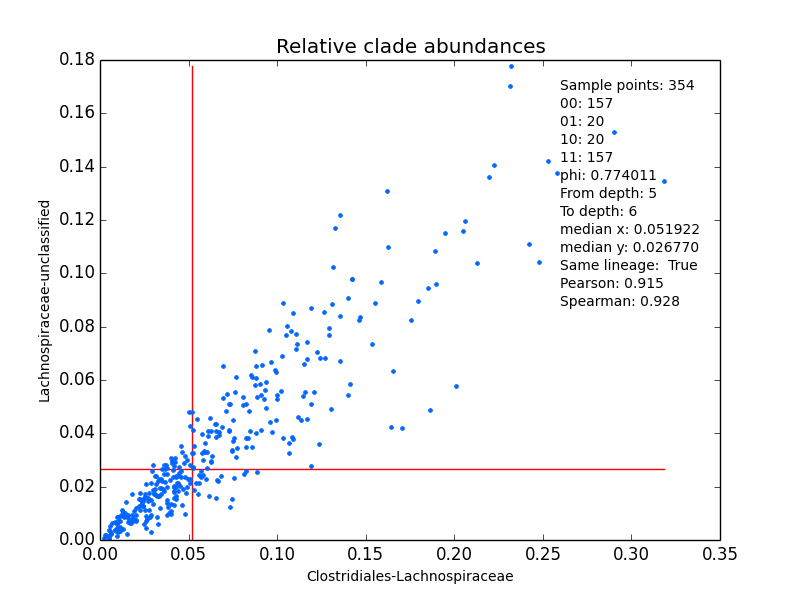 Relative clade abundances
0.18
0.16
0.14
0.12
0.10
0.08
0.06
0.04
0.02
0.00
Lachnospiraceae-unclassified
Sample points: 354
00: 157
01: 20
10: 20
11: 157
phi: 0.774011
From depth: 5
To depth: 6
median x: 0.051922
median y: 0.026770
Same lineage:  True
Pearson: 0.915
Spearman: 0.928
0.00 0.05 0.10 0.15 0.20 0.25 0.30 0.35
Clostridiales-Lachnospiraceae